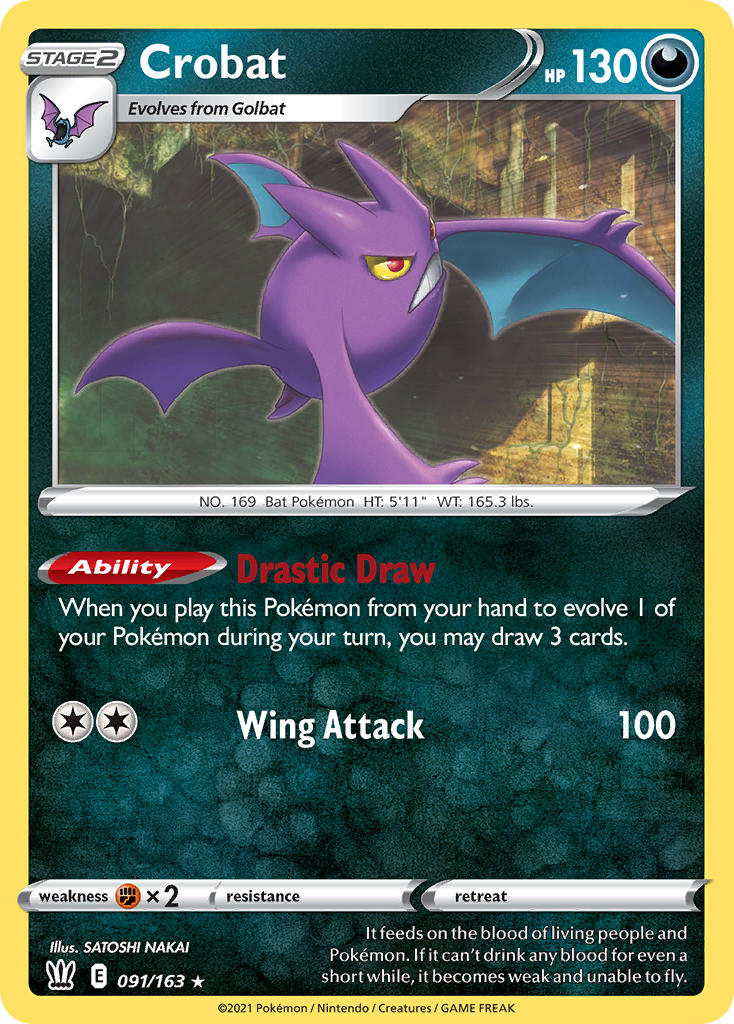 STAGE 2
Crobat
HP 130
Evolves from Golbat
NO. 169 Bat Pokémon HT: 5'11" WT: 165.3 lbs.
Ability Drastic Draw
When you play this Pokémon from your hand to evolve 1 of
your Pokémon during your turn, you may draw 3 cards.
Wing Attack 100
weakness ×2 resistance retreat
Illus. SATOSHI NAKAI
It feeds on the blood of living people and
Pokémon. If it can't drink any blood for even a
short while, it becomes weak and unable to fly.
E 091/163 ★
©2021 Pokémon / Nintendo / Creatures / GAME FREAK